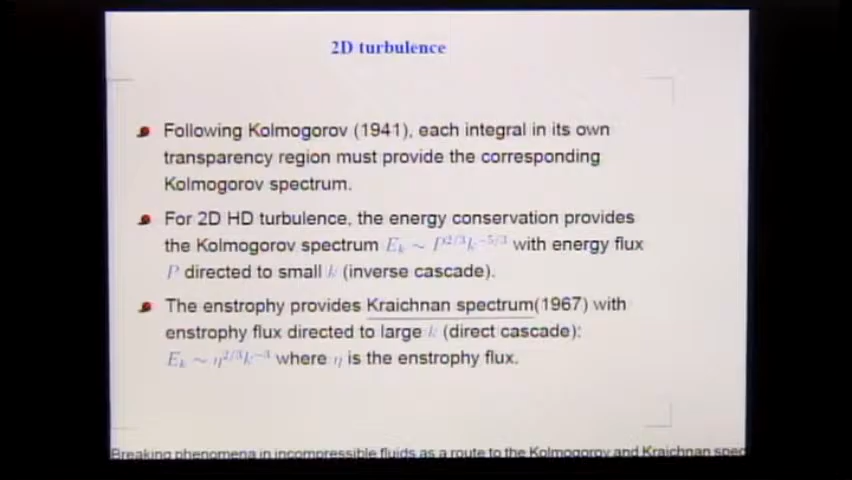 2D turbulence
Following Kolmogorov (1941), each integral in its own
transparency region must provide the corresponding
Kolmogorov spectrum.
For 2D HD turbulence, the energy conservation provides
the Kolmogorov spectrum E_k ~ P^{2/3}k^{-5/3} with energy flux
P directed to small k (inverse cascade).
The enstrophy provides Kraichnan spectrum(1967) with
enstrophy flux directed to large k (direct cascade):
E_k ~ η^{2/3}k^{-3} where η is the enstrophy flux.
Breaking phenomena in incompressible fluids as a route to the Kolmogorov and Kraichnan spec